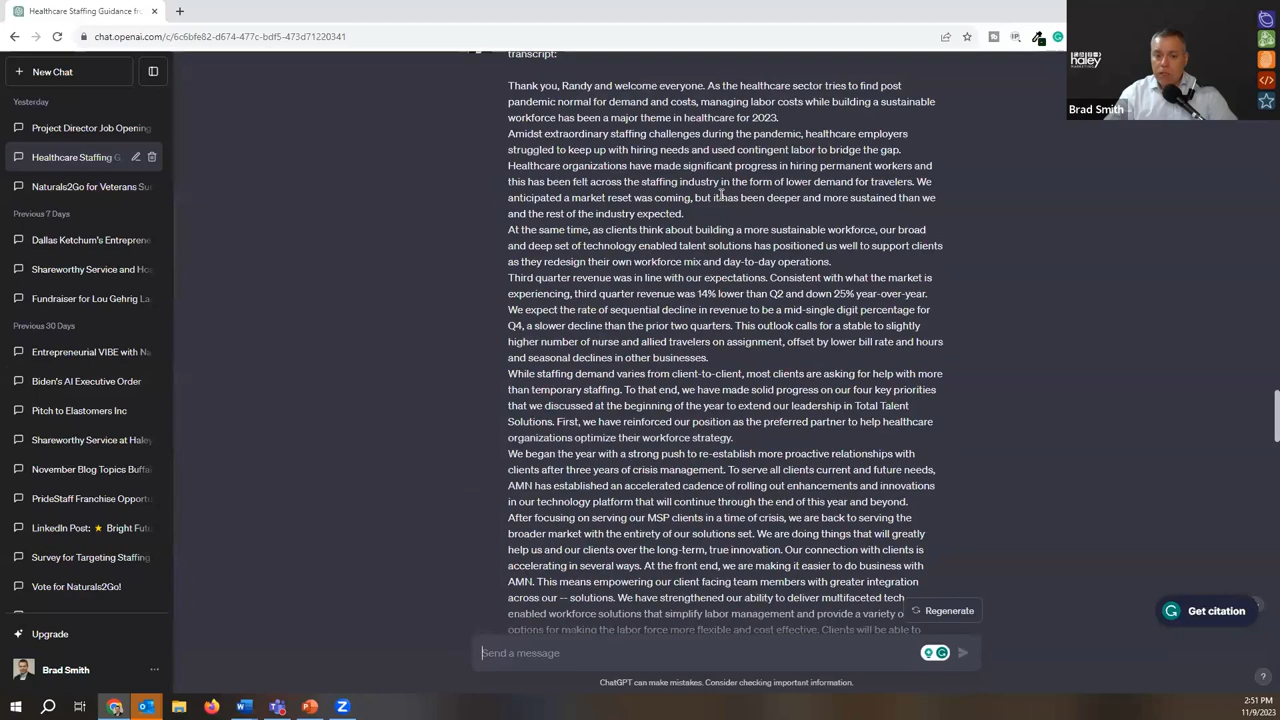 Healthcare Staffing Guidance fr
chat.openai.com/c/6c6bfe82-d674-477c-bdf5-473d71220341
haley
MARKETING
Brad Smith
New Chat
Yesterday
Project Director Job Opening
Healthcare Staffing G
Naturals2Go for Veterans Su
Previous 7 Days
Dallas Ketchum's Entrepre
Shareworthy Service and Ho
Fundraiser for Lou Gehrig La
Previous 30 Days
Entrepreneurial VIBE with Na
Biden's AI Executive Order
Pitch to Elastomers Inc
Shareworthy Service at Haley
November Blog Topics Buffa
PrideStaff Franchise Opportu
LinkedIn Post: ⭐ Bright Futu
Survey for Targeting Staffing
Vote for Naturals2Go!
Upgrade
Brad Smith
transcript:
Thank you, Randy and welcome everyone. As the healthcare sector tries to find post
pandemic normal for demand and costs, managing labor costs while building a sustainable
workforce has been a major theme in healthcare for 2023.
Amidst extraordinary staffing challenges during the pandemic, healthcare employers
struggled to keep up with hiring needs and used contingent labor to bridge the gap.
Healthcare organizations have made significant progress in hiring permanent workers and
this has been felt across the staffing industry in the form of lower demand for travelers. We
anticipated a market reset was coming, but it has been deeper and more sustained than we
and the rest of the industry expected.
At the same time, as clients think about building a more sustainable workforce, our broad
and deep set of technology enabled talent solutions has positioned us well to support clients
as they redesign their own workforce mix and day-to-day operations.
Third quarter revenue was in line with our expectations. Consistent with what the market is
experiencing, third quarter revenue was 14% lower than Q2 and down 25% year-over-year.
We expect the rate of sequential decline in revenue to be a mid-single digit percentage for
Q4, a slower decline than the prior two quarters. This outlook calls for a stable to slightly
higher number of nurse and allied travelers on assignment, offset by lower bill rate and hours
and seasonal declines in other businesses.
While staffing demand varies from client-to-client, most clients are asking for help with more
than temporary staffing. To that end, we have made solid progress on our four key priorities
that we discussed at the beginning of the year to extend our leadership in Total Talent
Solutions. First, we have reinforced our position as the preferred partner to help healthcare
organizations optimize their workforce strategy.
We began the year with a strong push to re-establish more proactive relationships with
clients after three years of crisis management. To serve all clients current and future needs,
AMN has established an accelerated cadence of rolling out enhancements and innovations
in our technology platform that will continue through the end of this year and beyond.
After focusing on serving our MSP clients in a time of crisis, we are back to serving the
broader market with the entirety of our solutions set. We are doing things that will greatly
help us and our clients over the long-term, true innovation. Our connection with clients is
accelerating in several ways. At the front end, we are making it easier to do business with
AMN. This means empowering our client facing team members with greater integration
across our -- solutions. We have strengthened our ability to deliver multifaceted tech
enabled workforce solutions that simplify labor management and provide a variety o
options for making the labor force more flexible and cost effective. Clients will be able to
Regenerate
Get citation
Send a message
ChatGPT can make mistakes. Consider checking important information.
2:51 PM
11/9/2023